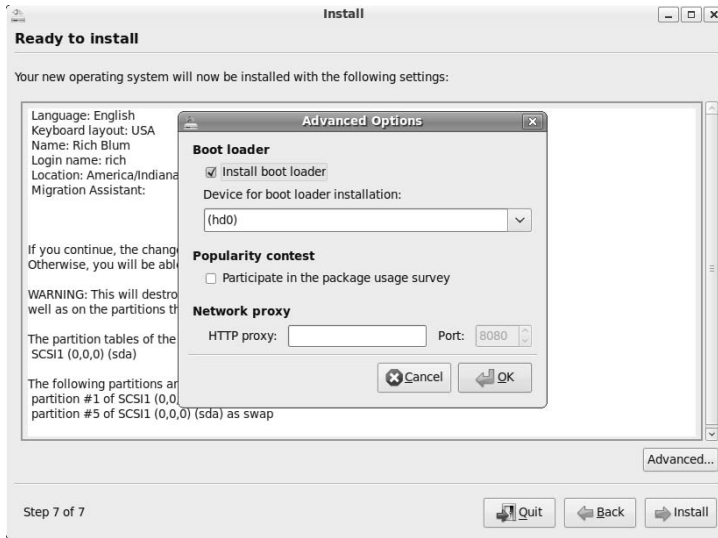 Install
Ready to install
Your new operating system will now be installed with the following settings:
Language: English
Keyboard layout: USA
Name: Rich Blum
Login name: rich
Location: America/Indiana
Migration Assistant:
If you continue, the chang
Otherwise, you will be abl
WARNING: This will destro
well as on the partitions th
The partition tables of the
SCSI1 (0,0,0) (sda)
The following partitions ar
partition #1 of SCSI1 (0,0,
partition #5 of SCSI1 (0,0,0) (sda) as swap
Advanced Options
Boot loader
Install boot loader
Device for boot loader installation:
(hd0)
Popularity contest
Participate in the package usage survey
Network proxy
HTTP proxy:
Port: 8080
Cancel
OK
Advanced...
Step 7 of 7
Quit
Back
Install